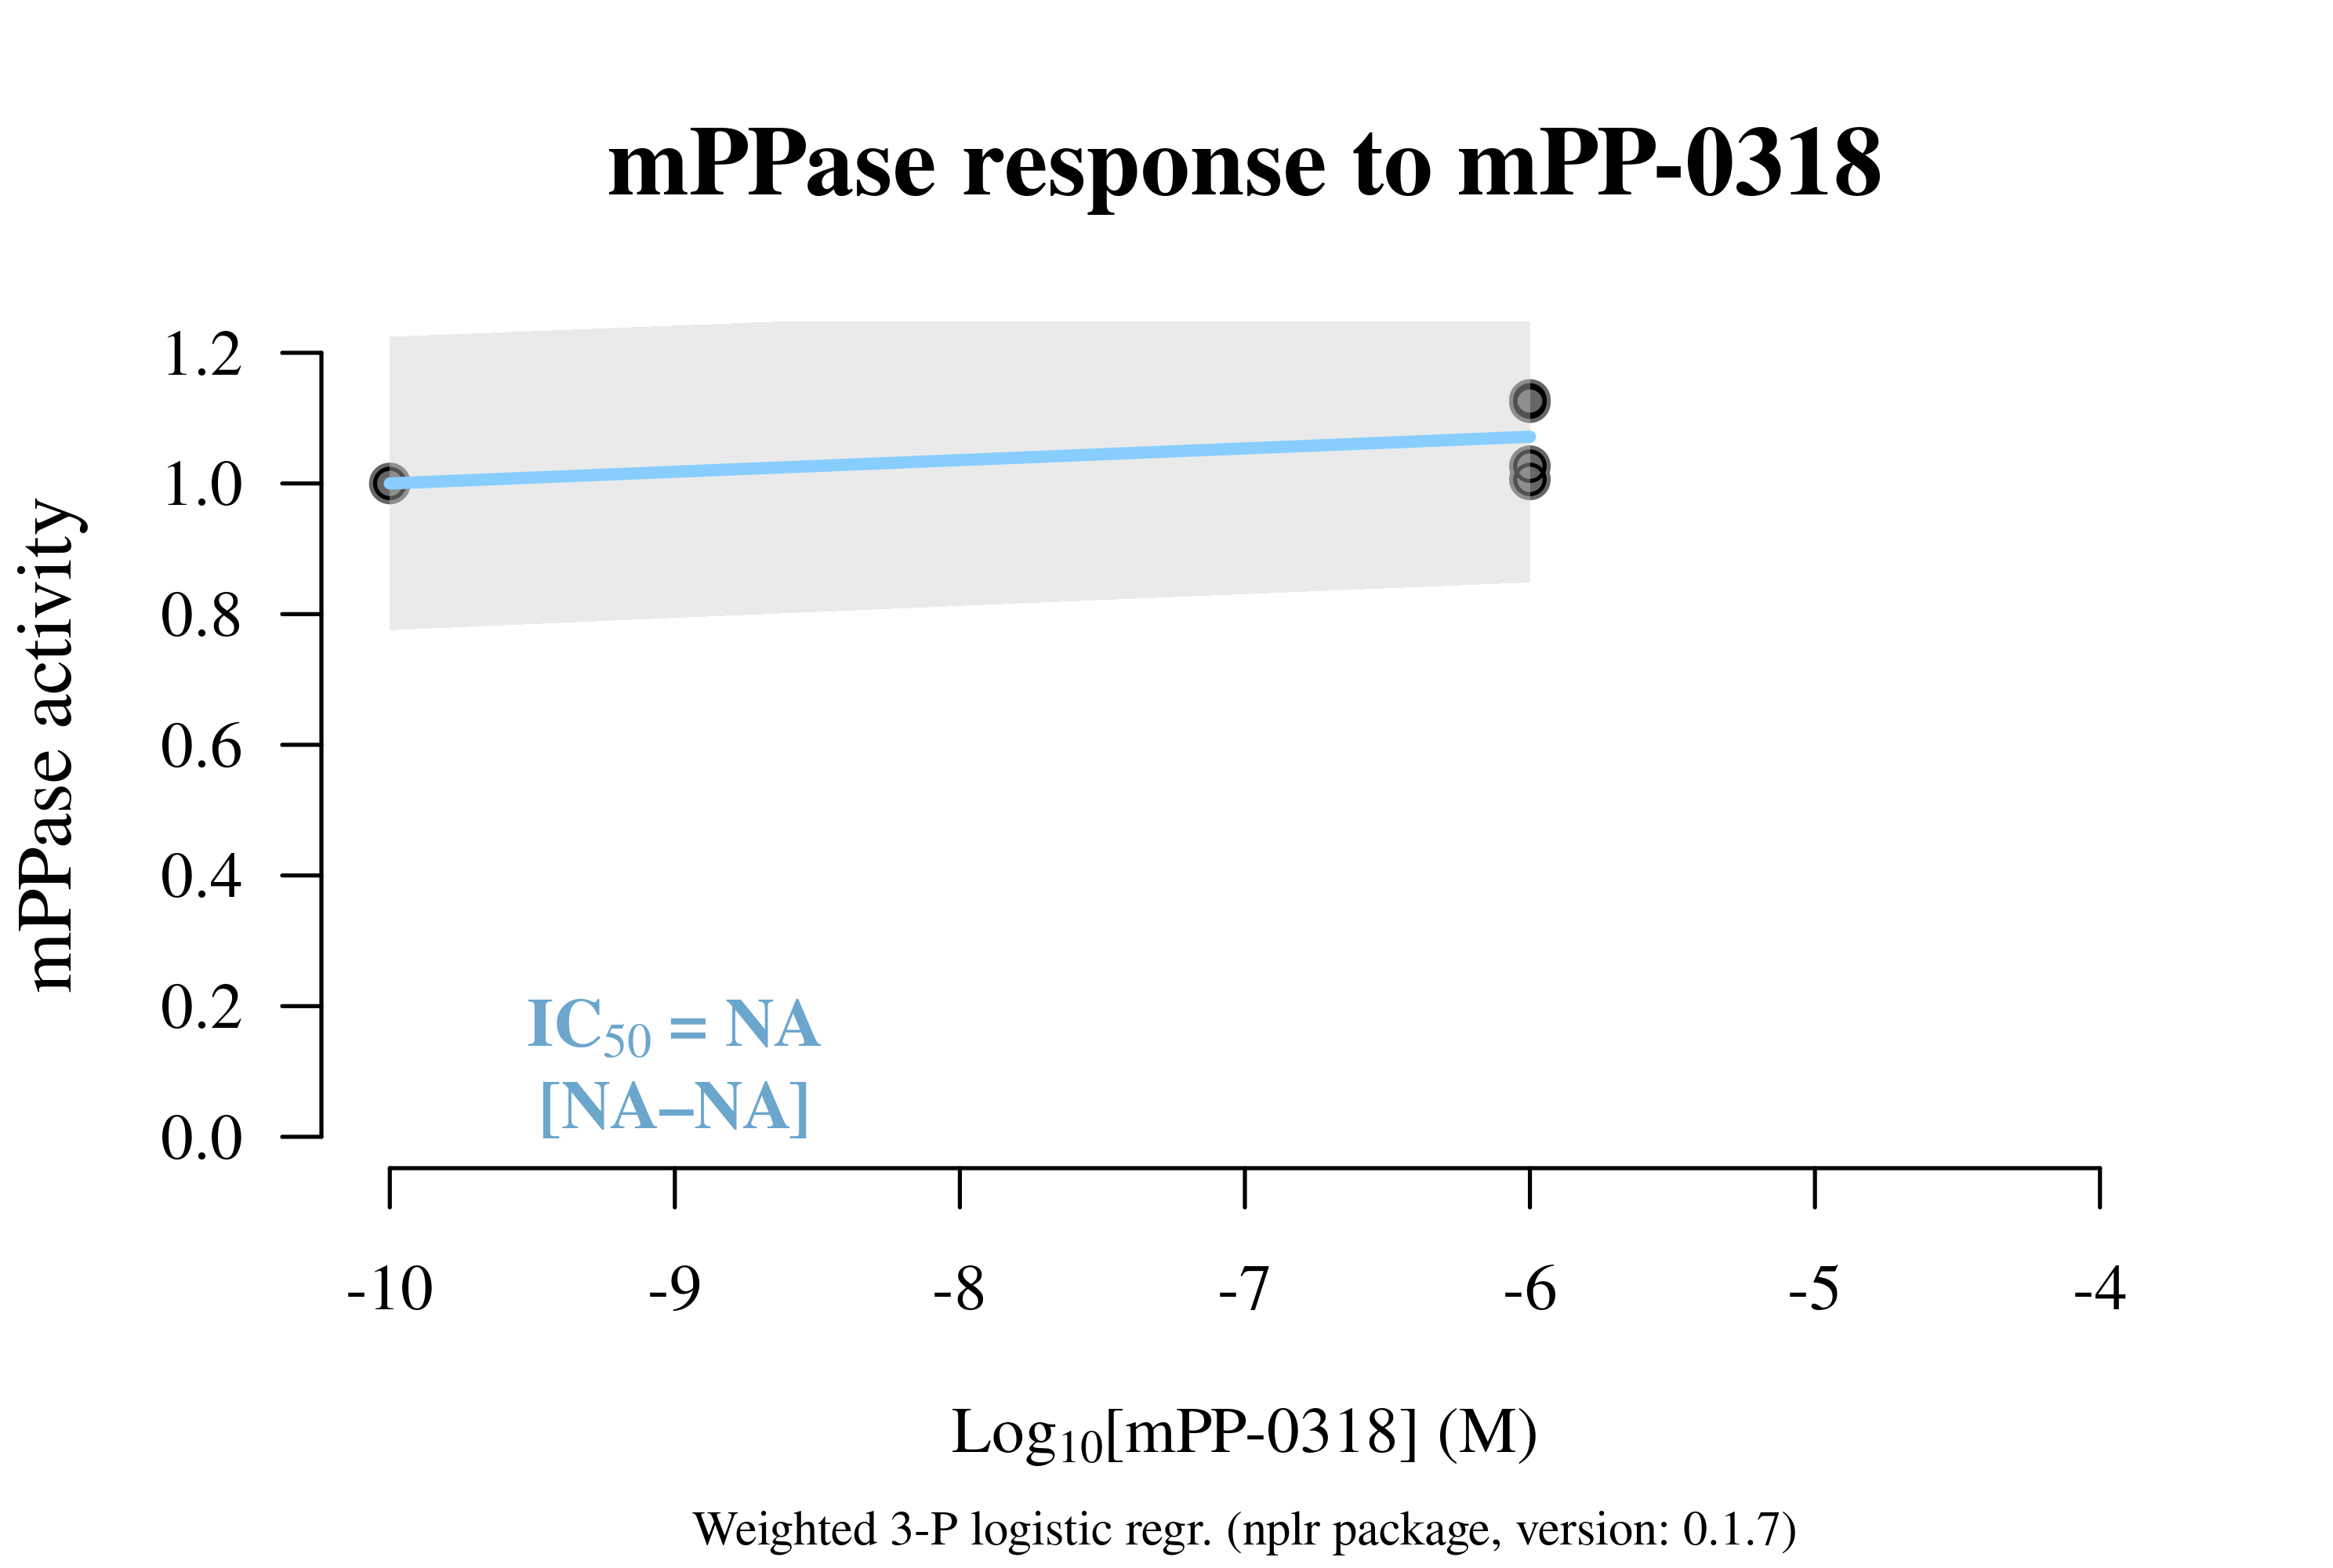 mPPase response to mPP-0318
mPPase activity
1.2
1.0
0.8
0.6
0.4
0.2
0.0
IC50 = NA
[NA–NA]
-10 -9 -8 -7 -6 -5 -4
Log10[mPP-0318] (M)
Weighted 3-P logistic regr. (nplr package, version: 0.1.7)